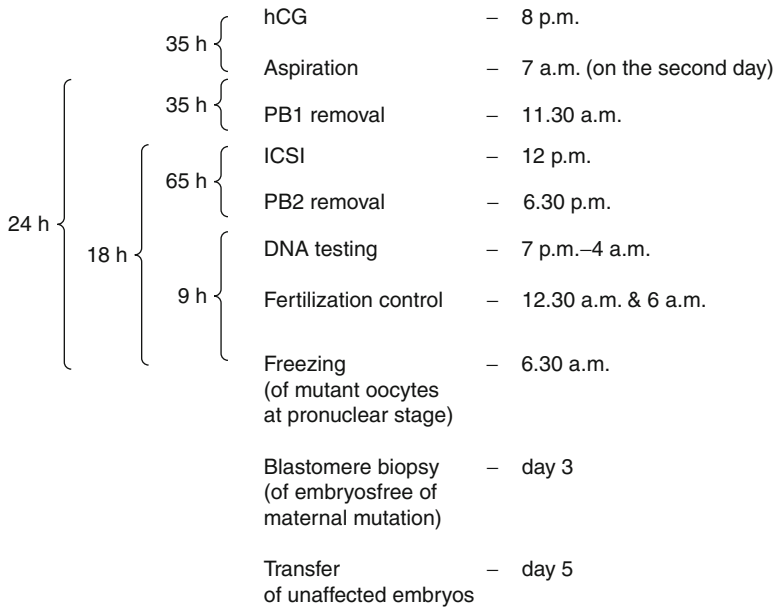 35 h
hCG – 8 p.m.
Aspiration – 7 a.m. (on the second day)
35 h
PB1 removal – 11.30 a.m.
ICSI – 12 p.m.
65 h
PB2 removal – 6.30 p.m.
24 h
18 h
DNA testing – 7 p.m.–4 a.m.
9 h
Fertilization control – 12.30 a.m. & 6 a.m.
Freezing – 6.30 a.m.
(of mutant oocytes
at pronuclear stage)
Blastomere biopsy – day 3
(of embryosfree of
maternal mutation)
Transfer – day 5
of unaffected embryos